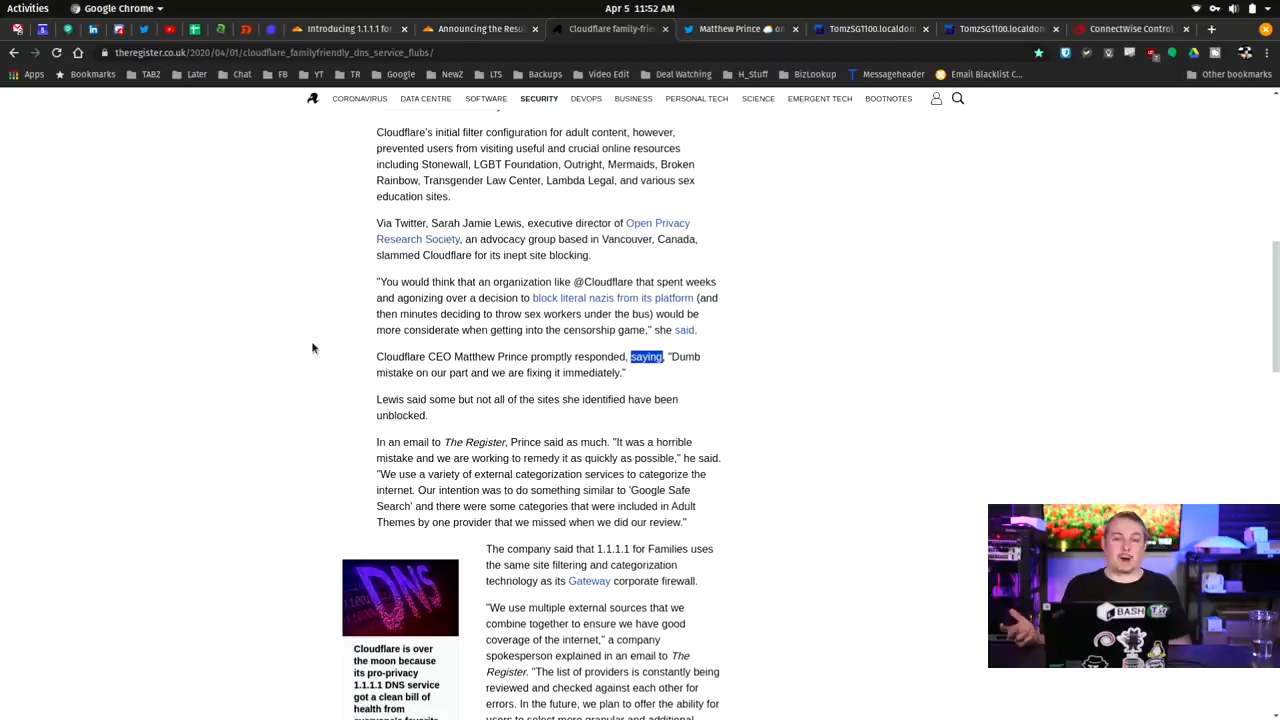 Activities
Google Chrome
Apr 5 11:52 AM
Introducing 1.1.1.1 for
Announcing the Resu
Cloudflare family-frie
Matthew Prince on
TomzSG1100.localdom
TomzSG1100.localdom
ConnectWise Control
theregister.co.uk/2020/04/01/cloudflare_familyfriendly_dns_service_flubs/
Apps
Bookmarks
TABZ
Later
Chat
FB
YT
TR
Google
NewZ
LTS
Backups
Video Edit
Deal Watching
H_Stuff
BizLookup
Messageheader
Email Blacklist C...
Other bookmarks
CORONAVIRUS DATA CENTRE SOFTWARE SECURITY DEVOPS BUSINESS PERSONAL TECH SCIENCE EMERGENT TECH BOOTNOTES
Cloudflare's initial filter configuration for adult content, however,
prevented users from visiting useful and crucial online resources
including Stonewall, LGBT Foundation, Outright, Mermaids, Broken
Rainbow, Transgender Law Center, Lambda Legal, and various sex
education sites.
Via Twitter, Sarah Jamie Lewis, executive director of Open Privacy
Research Society, an advocacy group based in Vancouver, Canada,
slammed Cloudflare for its inept site blocking.
"You would think that an organization like @Cloudflare that spent weeks
and agonizing over a decision to block literal nazis from its platform (and
then minutes deciding to throw sex workers under the bus) would be
more considerate when getting into the censorship game," she said.
Cloudflare CEO Matthew Prince promptly responded, saying, "Dumb
mistake on our part and we are fixing it immediately."
Lewis said some but not all of the sites she identified have been
unblocked.
In an email to The Register, Prince said as much. "It was a horrible
mistake and we are working to remedy it as quickly as possible," he said.
"We use a variety of external categorization services to categorize the
internet. Our intention was to do something similar to 'Google Safe
Search' and there were some categories that were included in Adult
Themes by one provider that we missed when we did our review."
The company said that 1.1.1.1 for Families uses
the same site filtering and categorization
technology as its Gateway corporate firewall.
"We use multiple external sources that we
combine together to ensure we have good
coverage of the internet," a company
spokesperson explained in an email to The
Register. "The list of providers is constantly being
reviewed and checked against each other for
errors. In the future, we plan to offer the ability for
users to select more granular and additional
DNS
Cloudflare is over
the moon because
its pro-privacy
1.1.1.1 DNS service
got a clean bill of
health from
everyone's favorite
BASH